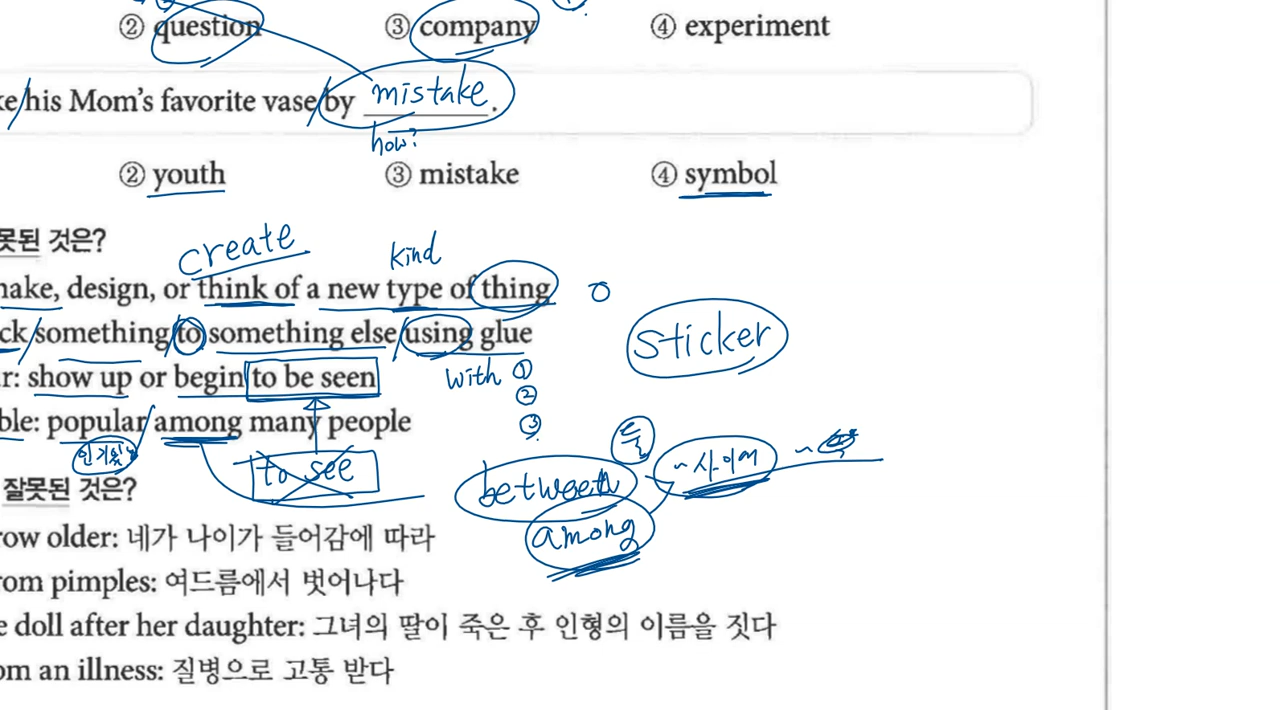 ② question ③ company ④ experiment
ke his Mom's favorite vase by mistake.
how?
② youth ③ mistake ④ symbol
못된 것은?
create
kind
make, design, or think of a new type of thing
ck something to something else using glue
sticker
r: show up or begin to be seen
with ①
②
③
ble: popular among many people
인기있는
to see
between
둘
~사이에
among
잘못된 것은?
row older: 네가 나이가 들어감에 따라
rom pimples: 여드름에서 벗어나다
e doll after her daughter: 그녀의 딸이 죽은 후 인형의 이름을 짓다
om an illness: 질병으로 고통 받다